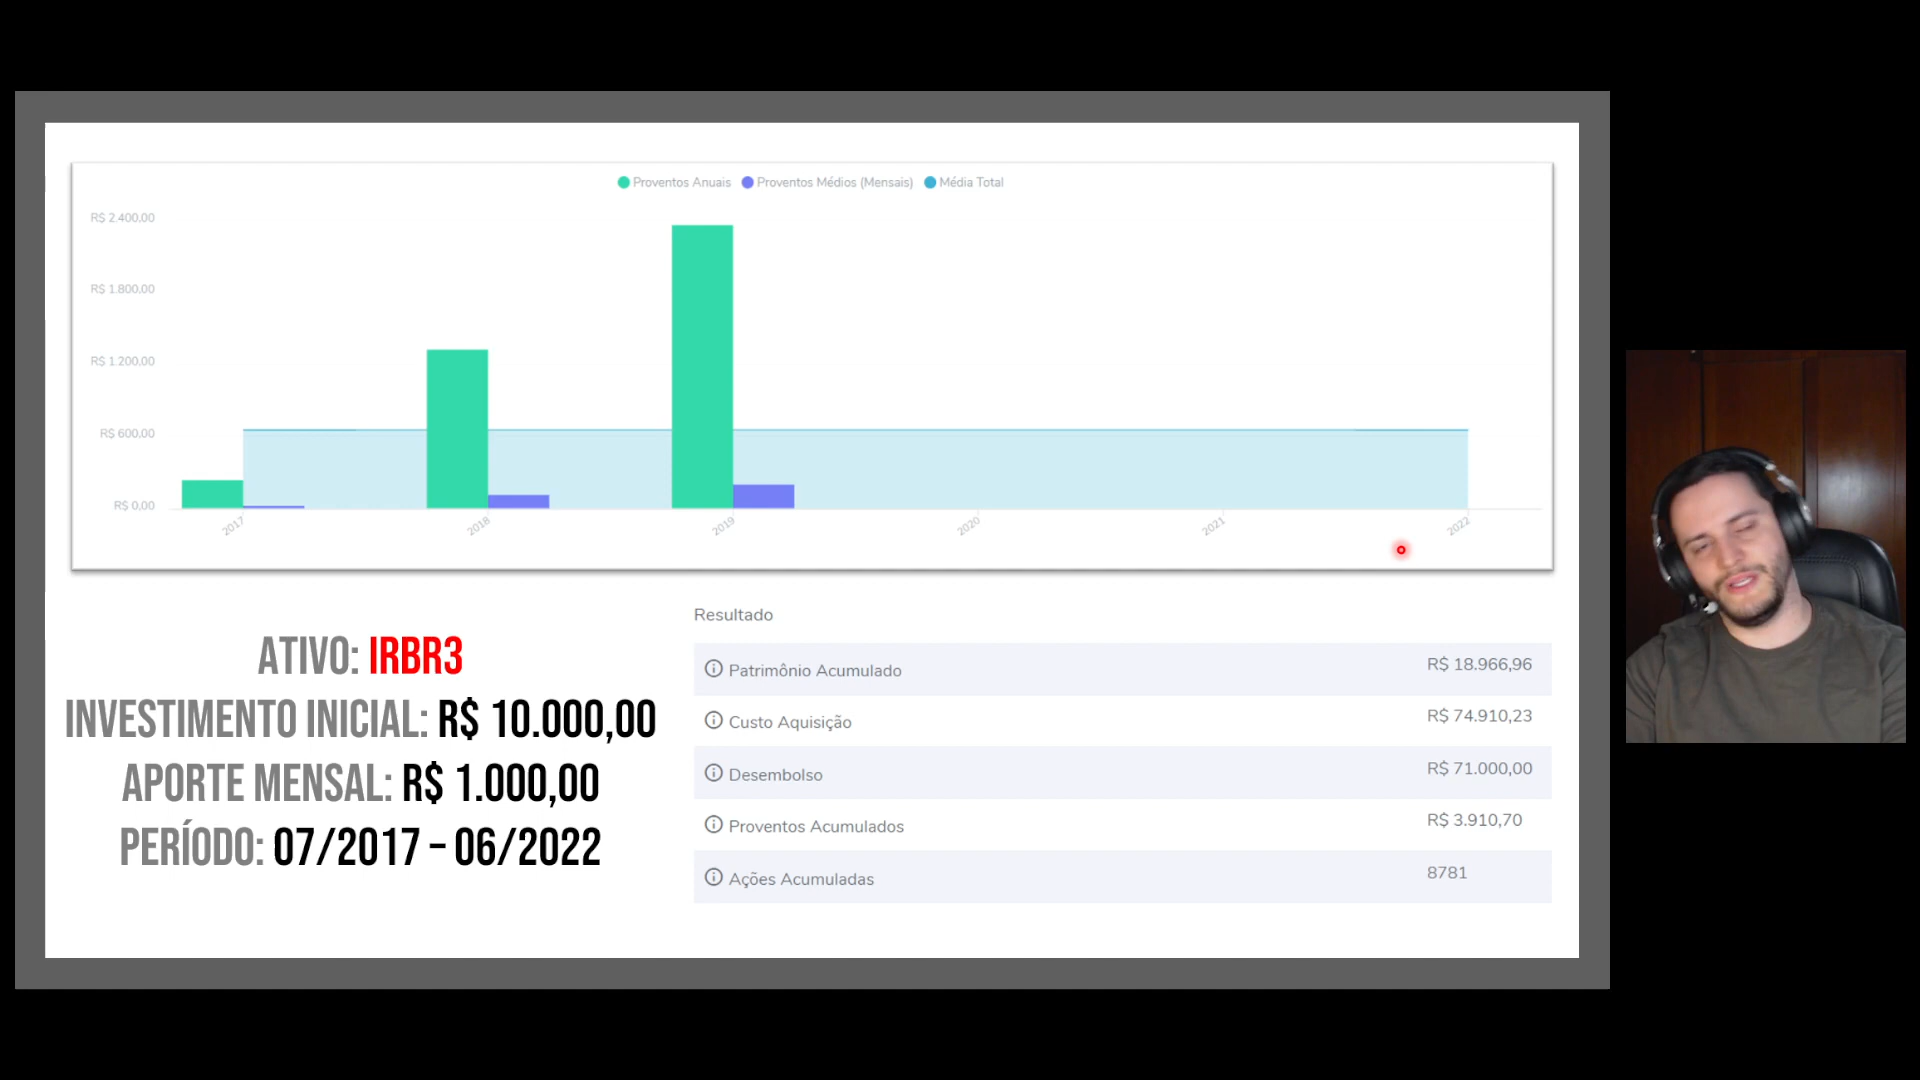 Proventos Anuais Proventos Médios (Mensais) Média Total
R$ 2.400,00
R$ 1.800,00
R$ 1.200,00
R$ 600,00
R$ 0,00
2017 2018 2019 2020 2021 2022
ATIVO: IRBR3
INVESTIMENTO INICIAL: R$ 10.000,00
APORTE MENSAL: R$ 1.000,00
PERÍODO: 07/2017 – 06/2022
Resultado
Patrimônio Acumulado R$ 18.966,96
Custo Aquisição R$ 74.910,23
Desembolso R$ 71.000,00
Proventos Acumulados R$ 3.910,70
Ações Acumuladas 8781